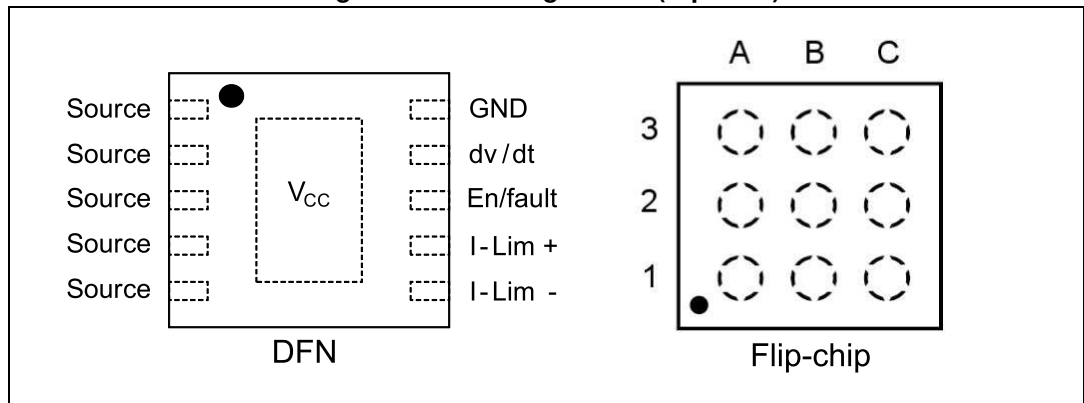 Source
Source
Source
Source
Source
V_CC
GND
dv/dt
En/fault
I-Lim +
I-Lim -
DFN
A B C
3
2
1
Flip-chip